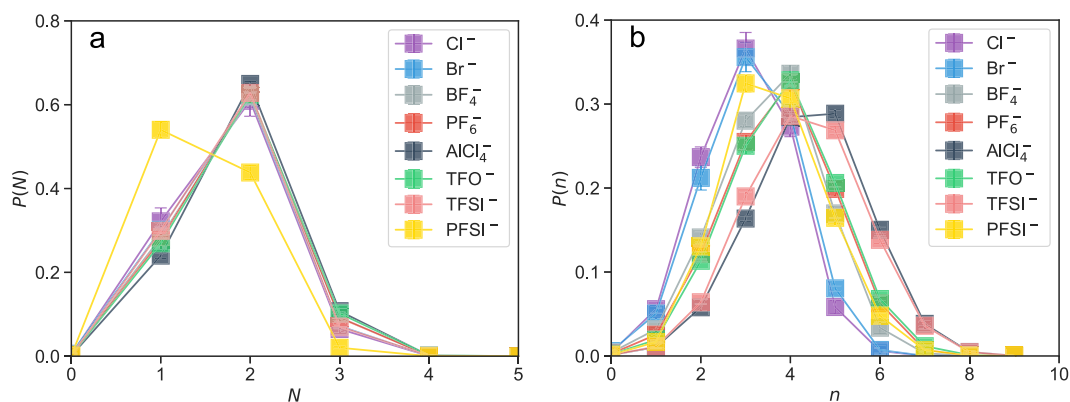 a
0.8
0.6
0.4
0.2
0.0
P(N)
0
1
2
3
4
5
N
Cl⁻
Br⁻
BF₄⁻
PF₆⁻
AlCl₄⁻
TFO⁻
TFSI⁻
PFSI⁻
b
0.4
0.3
0.2
0.1
0.0
P(n)
0
2
4
6
8
10
n
Cl⁻
Br⁻
BF₄⁻
PF₆⁻
AlCl₄⁻
TFO⁻
TFSI⁻
PFSI⁻